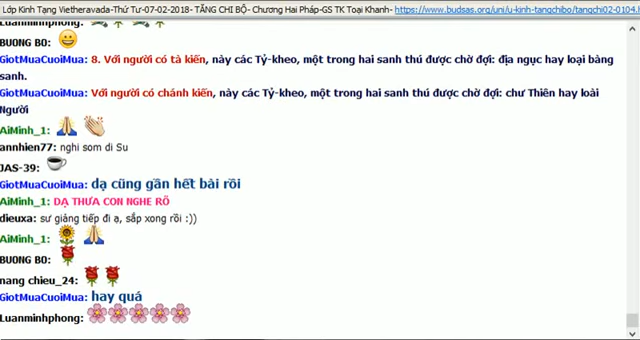 Lớp Kinh Tạng Vietheravada-Thứ Tư-07-02-2018- TĂNG CHI BỘ- Chương Hai Pháp-GS TK Toại Khanh- https://www.budsas.org/uni/u-kinh-tangchibo/tangchi02-0104.h
Luanminhphong:
BUONG BO:
GiotMuaCuoiMua: 8. Với người có tà kiến, này các Tỷ-kheo, một trong hai sanh thú được chờ đợi: địa ngục hay loại bàng
sanh.
GiotMuaCuoiMua: Với người có chánh kiến, này các Tỷ-kheo, một trong hai sanh thú được chờ đợi: chư Thiên hay loài
Người
AiMinh_1:
annhien77: nghi som di Su
JAS-39:
GiotMuaCuoiMua: dạ cũng gần hết bài rồi
AiMinh_1: DẠ THƯA CON NGHE RÕ
dieuxa: sư giảng tiếp đi ạ, sắp xong rồi :))
AiMinh_1:
BUONG BO:
nang chieu_24:
GiotMuaCuoiMua: hay quá
Luanminhphong: